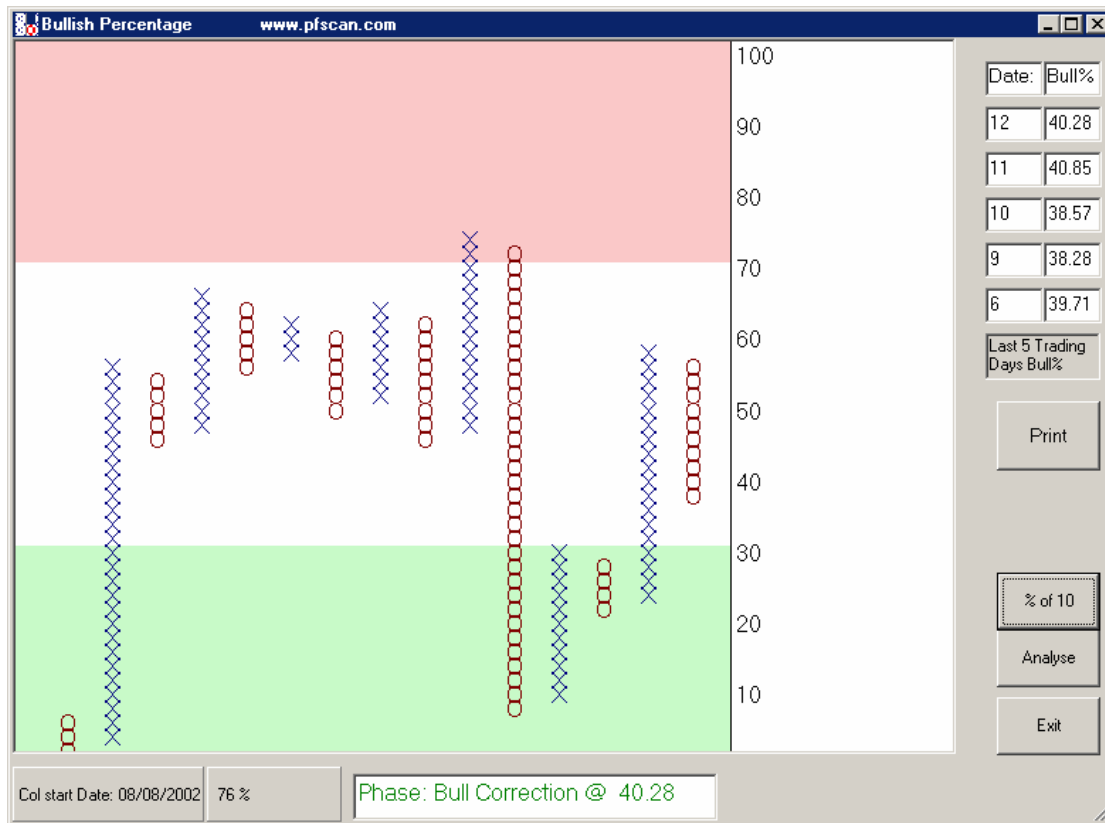 Bullish Percentage www.pfscan.com
100
90
80
70
60
50
40
30
20
10
Date: Bull%
12 40.28
11 40.85
10 38.57
9 38.28
6 39.71
Last 5 Trading
Days Bull%
Print
% of 10
Analyse
Exit
Col start Date: 08/08/2002 76 % Phase: Bull Correction @ 40.28